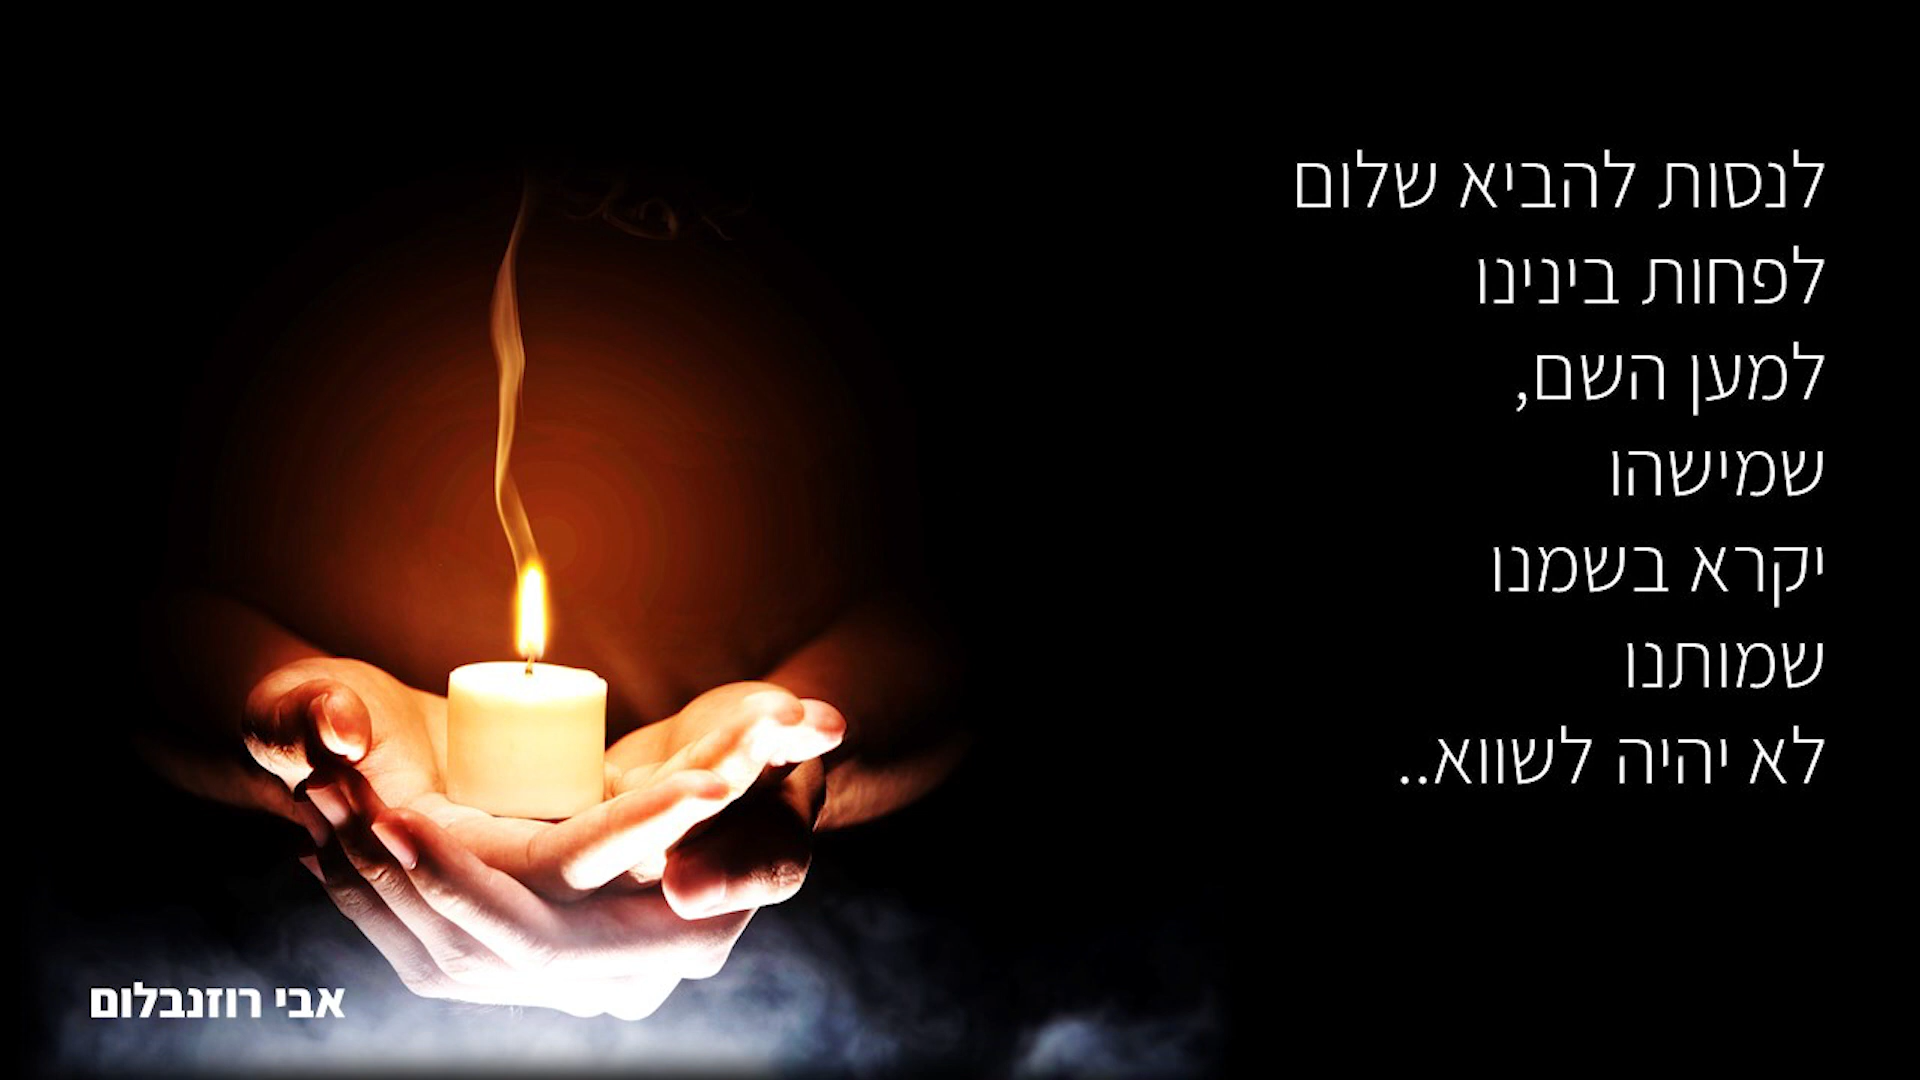 לנסות להביא שלום
לפחות בינינו
למען השם,
שמישהו
יקרא בשמנו
שמותנו
לא יהיה לשווא..
אבי רוזנבלום